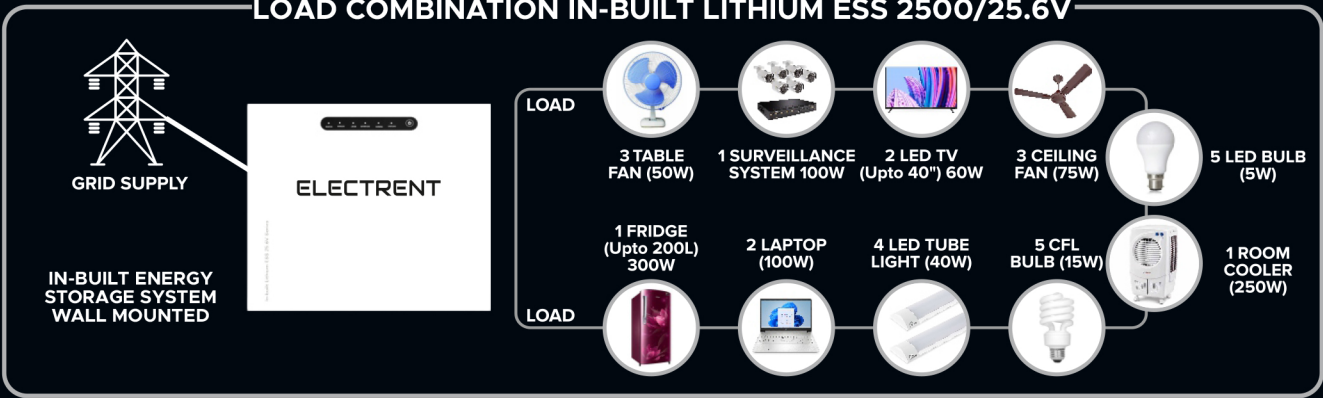 LOAD COMBINATION IN-BUILT LITHIUM ESS 2500/25.6V
GRID SUPPLY
ELECTRENT
IN-BUILT ENERGY
STORAGE SYSTEM
WALL MOUNTED
LOAD
3 TABLE
FAN (50W)
1 SURVEILLANCE
SYSTEM 100W
2 LED TV
(Upto 40") 60W
3 CEILING
FAN (75W)
5 LED BULB
(5W)
1 FRIDGE
(Upto 200L)
300W
2 LAPTOP
(100W)
4 LED TUBE
LIGHT (40W)
5 CFL
BULB (15W)
1 ROOM
COOLER
(250W)
LOAD